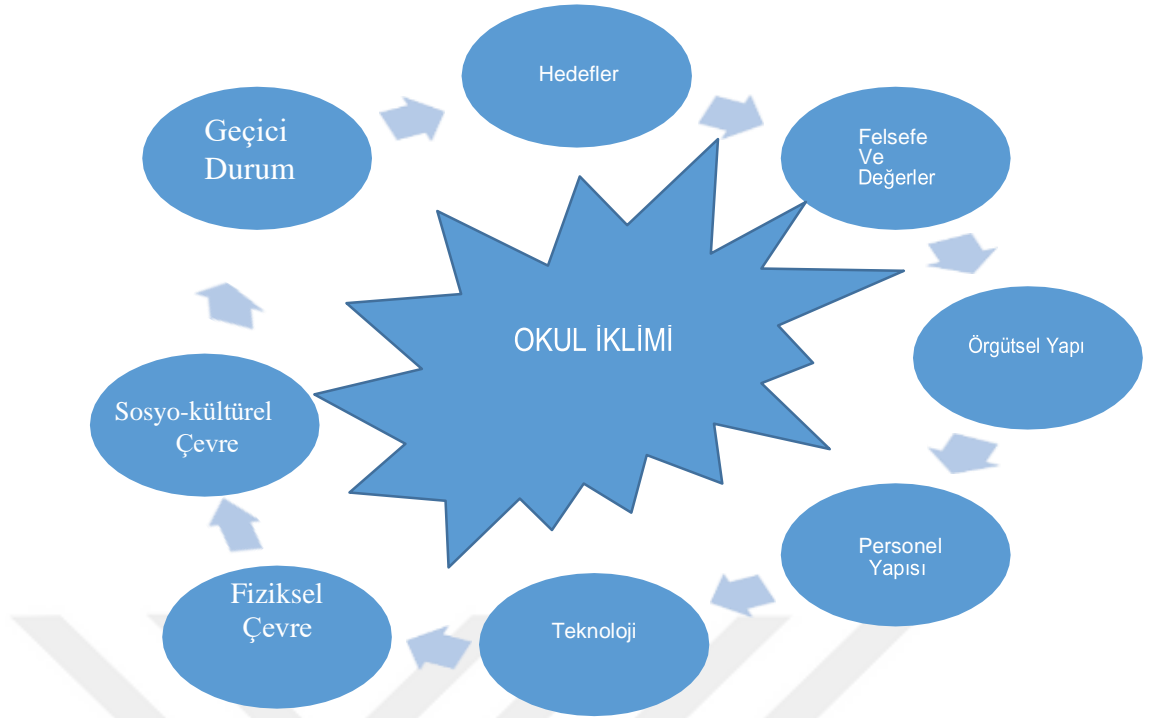 Hedefler
Felsefe
Ve
Değerler
Örgütsel Yapı
Personel
Yapısı
Teknoloji
Fiziksel
Çevre
Sosyo-kültürel
Çevre
Geçici
Durum
OKUL İKLİMİ